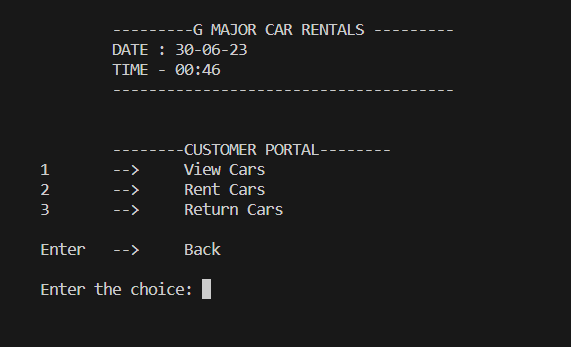 ---------G MAJOR CAR RENTALS ---------
DATE : 30-06-23
TIME - 00:46
--------------------------------------
--------CUSTOMER PORTAL--------
1 --> View Cars
2 --> Rent Cars
3 --> Return Cars
Enter --> Back
Enter the choice: